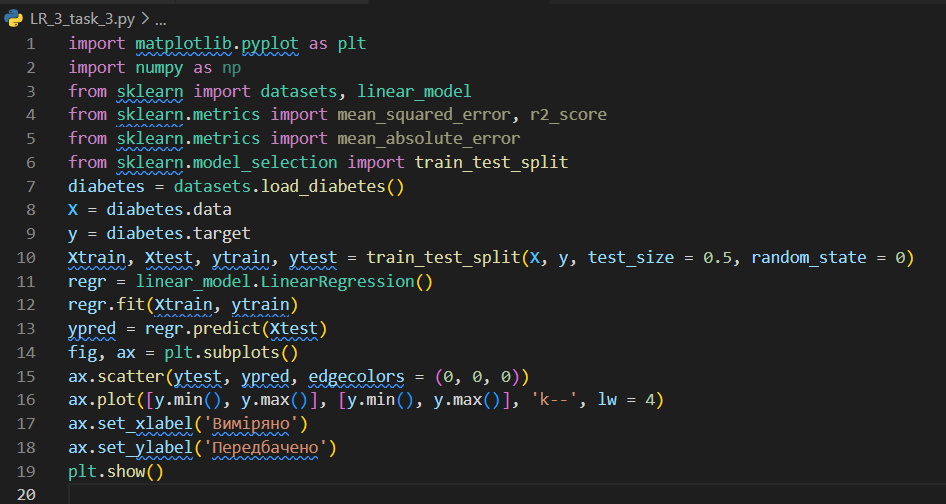 LR_3_task_3.py > ...
1 import matplotlib.pyplot as plt
2 import numpy as np
3 from sklearn import datasets, linear_model
4 from sklearn.metrics import mean_squared_error, r2_score
5 from sklearn.metrics import mean_absolute_error
6 from sklearn.model_selection import train_test_split
7 diabetes = datasets.load_diabetes()
8 X = diabetes.data
9 y = diabetes.target
10 Xtrain, Xtest, ytrain, ytest = train_test_split(X, y, test_size = 0.5, random_state = 0)
11 regr = linear_model.LinearRegression()
12 regr.fit(Xtrain, ytrain)
13 ypred = regr.predict(Xtest)
14 fig, ax = plt.subplots()
15 ax.scatter(ytest, ypred, edgecolors = (0, 0, 0))
16 ax.plot([y.min(), y.max()], [y.min(), y.max()], 'k--', lw = 4)
17 ax.set_xlabel('Виміряно')
18 ax.set_ylabel('Передбачено')
19 plt.show()
20